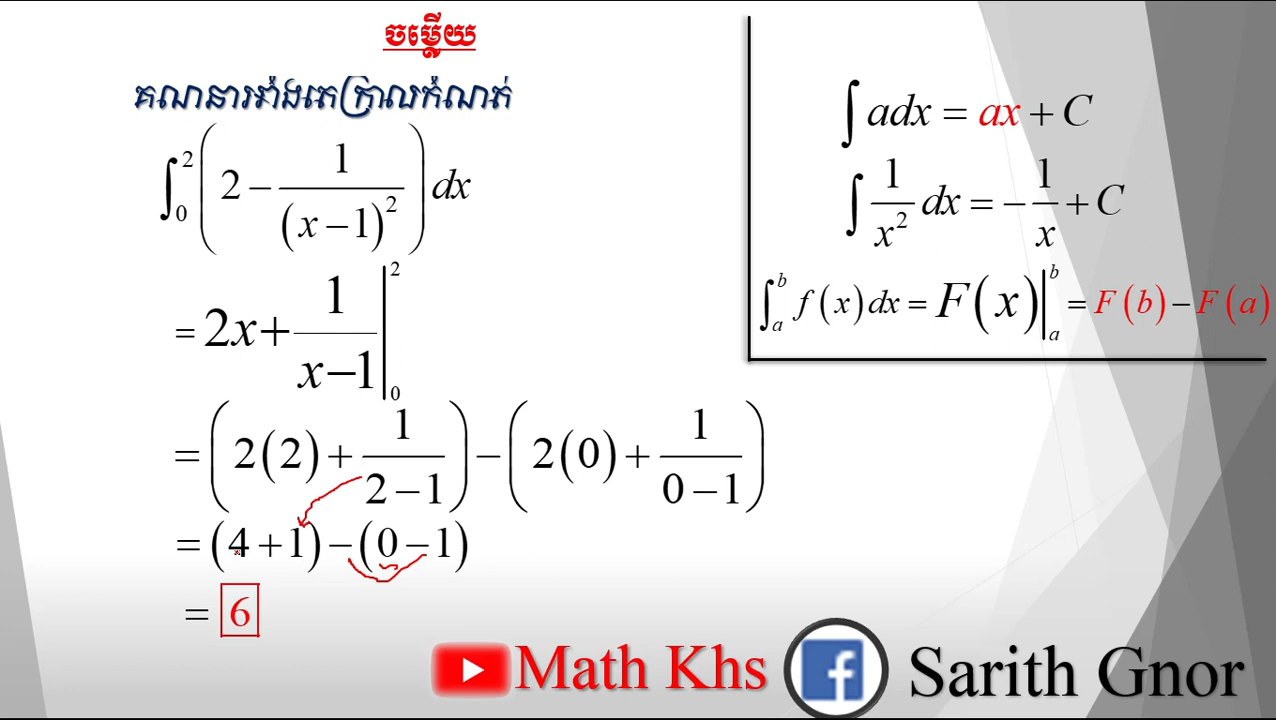 ចម្លើយ
គណនារអាំងតេក្រាលកំណត់
∫₀² (2 − 1/(x−1)²) dx
= 2x + 1/(x−1) |₀²
= (2(2) + 1/(2−1)) − (2(0) + 1/(0−1))
= (4+1) − (0−1)
= 6
∫ adx = ax + C
∫ 1/x² dx = − 1/x + C
∫ₐᵇ f(x)dx = F(x)|ₐᵇ = F(b) − F(a)
Math Khs
Sarith Gnor